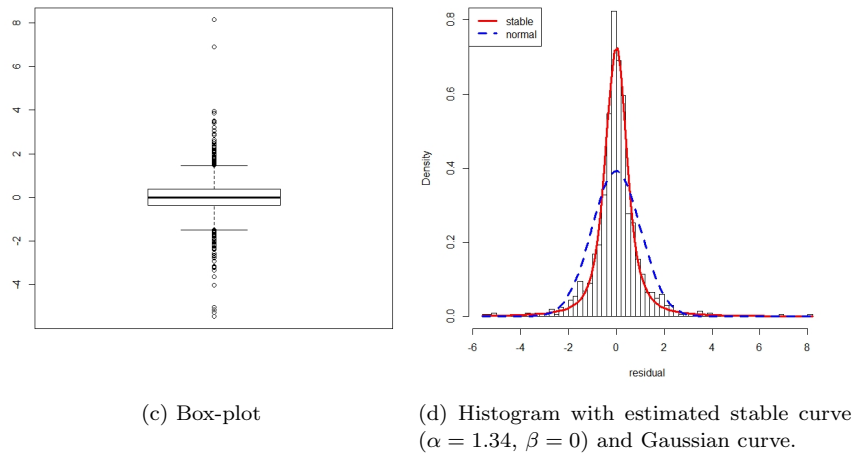 8
6
4
2
0
-2
-4
stable
normal
0.8
0.6
0.4
0.2
0.0
Density
-6 -4 -2 0 2 4 6 8
residual
(c) Box-plot
(d) Histogram with estimated stable curve
(α = 1.34, β = 0) and Gaussian curve.